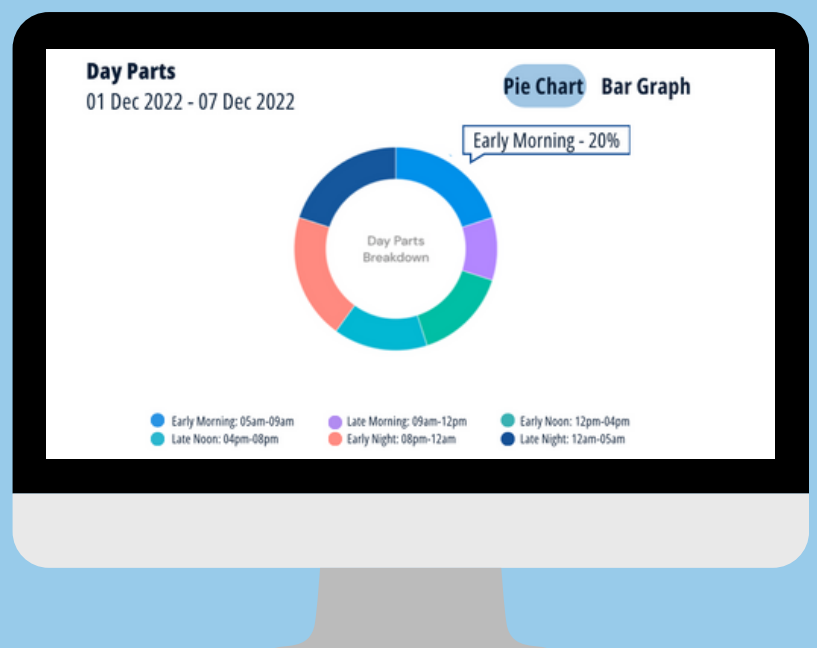 Day Parts
01 Dec 2022 - 07 Dec 2022
Pie Chart Bar Graph
Early Morning - 20%
Day Parts
Breakdown
Early Morning: 05am-09am Late Morning: 09am-12pm Early Noon: 12pm-04pm
Late Noon: 04pm-08pm Early Night: 08pm-12am Late Night: 12am-05am